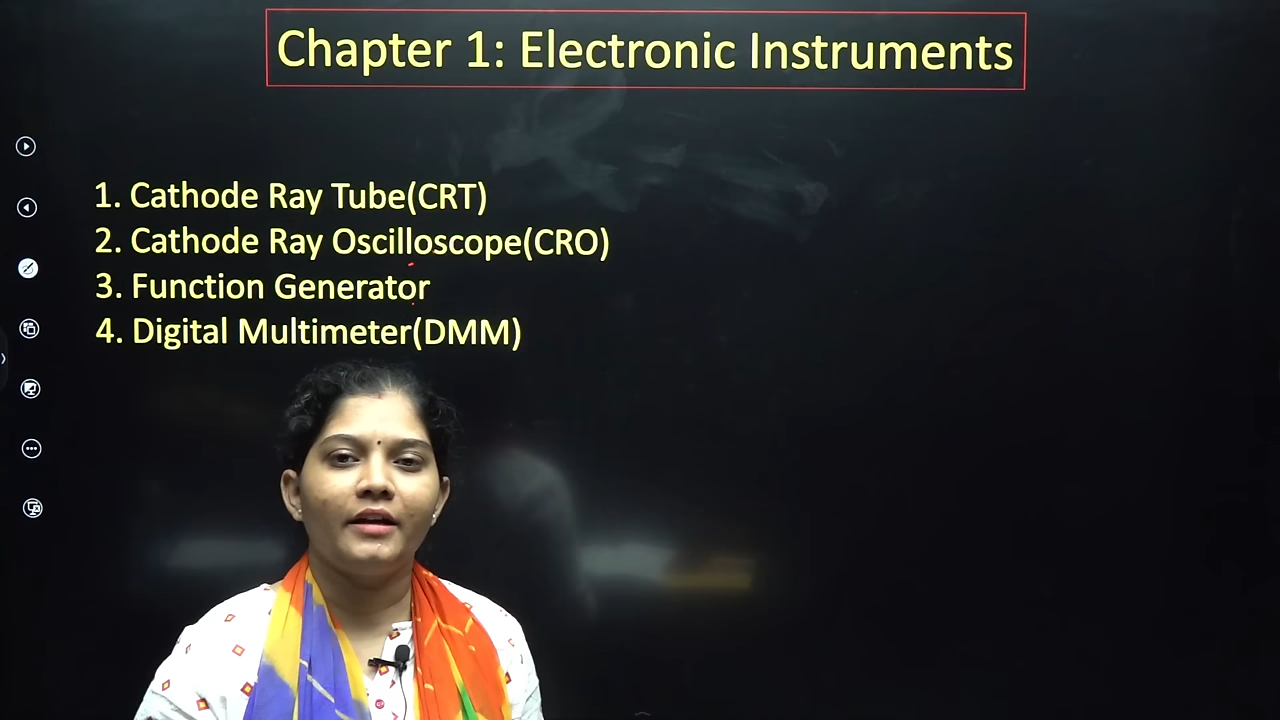 Chapter 1: Electronic Instruments
1. Cathode Ray Tube(CRT)
2. Cathode Ray Oscilloscope(CRO)
3. Function Generator
4. Digital Multimeter(DMM)